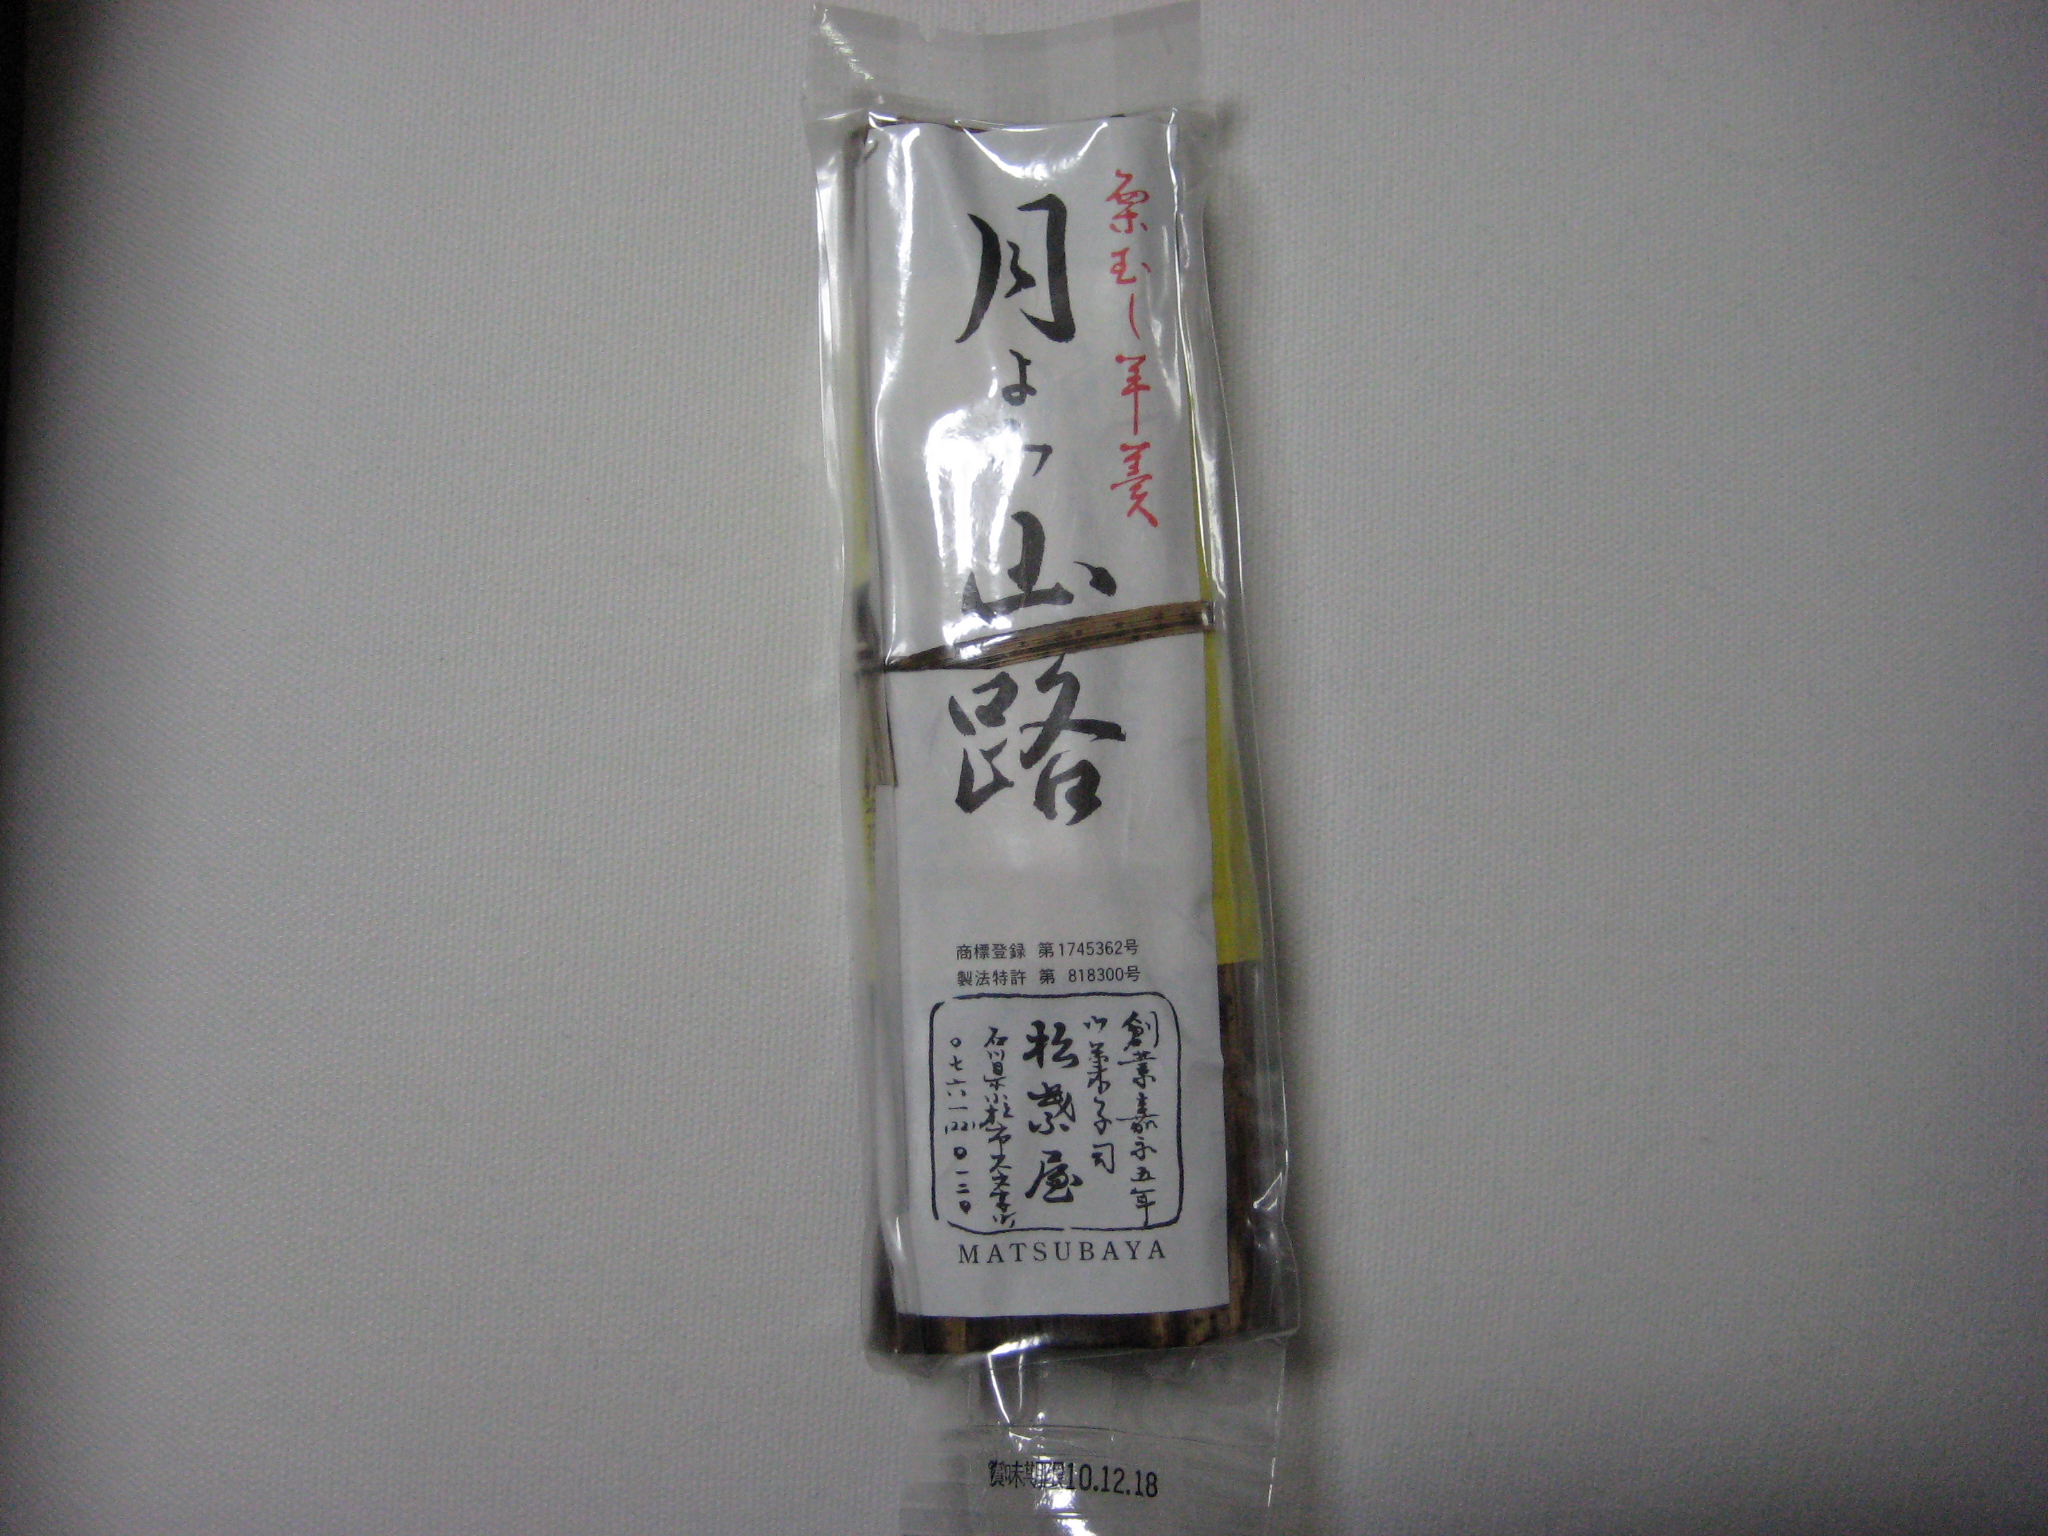 栗むし羊羹
月よみ山路
商標登録 第1745362号
製法特許 第 818300号
創業嘉永五年
御菓子司
松葉屋
石川県小松市大文字町
〇七六一(22)〇一二〇
MATSUBAYA
賞味期限10.12.18